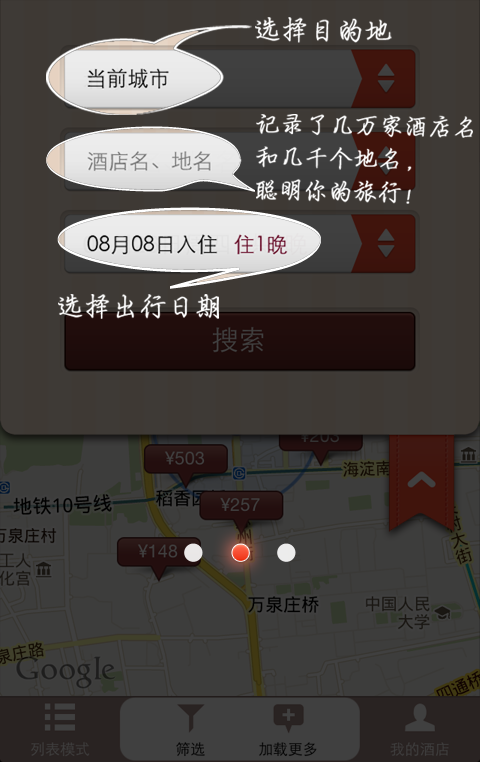 选择目的地
当前城市
记录了几万家酒店名
和几千个地名，
聪明你的旅行！
酒店名、地名
08月08日入住 住1晚
选择出行日期
搜索
¥503
海淀南
地铁10号线
稻香园
¥257
万泉庄村
¥148
工人
化宫
万泉庄桥
中国人民
大学
泉庄路
四通桥
Google
列表模式
筛选
加载更多
我的酒店